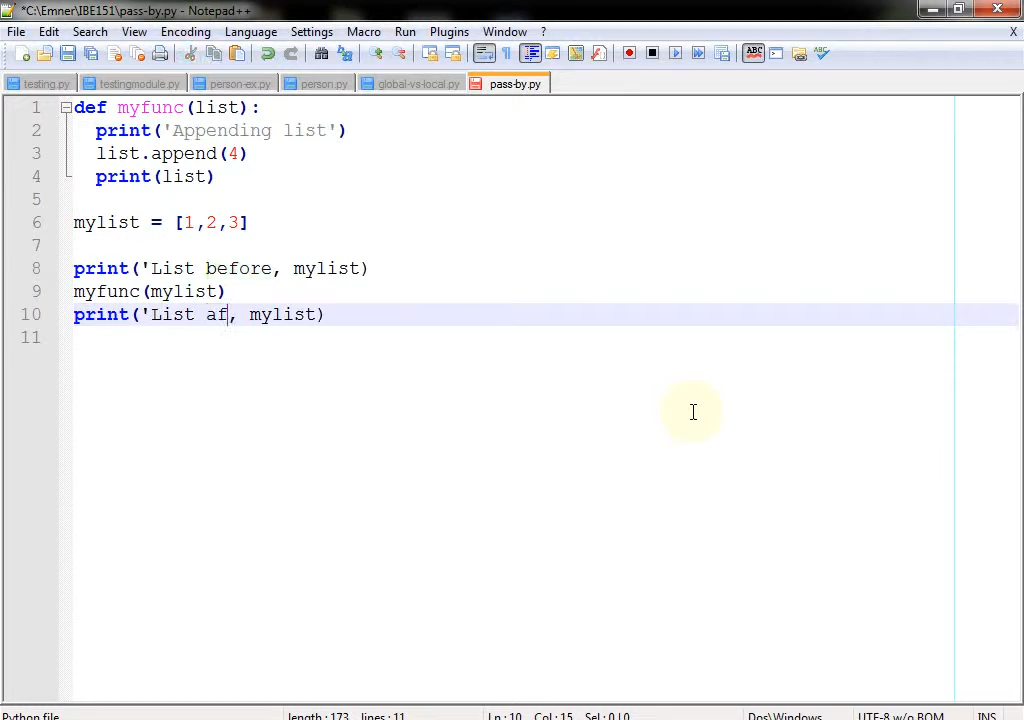 *C:\Emner\IBE151\pass-by.py - Notepad++
File Edit Search View Encoding Language Settings Macro Run Plugins Window ? X
testing.py testingmodule.py person-ex.py person.py global-vs-local.py pass-by.py
1 def myfunc(list):
2 print('Appending list')
3 list.append(4)
4 print(list)
5
6 mylist = [1,2,3]
7
8 print('List before, mylist)
9 myfunc(mylist)
10 print('List af, mylist)
11
Python file length : 173 lines : 11 Ln : 10 Col : 15 Sel : 0 | 0 Dos\Windows UTF-8 w/o BOM INS